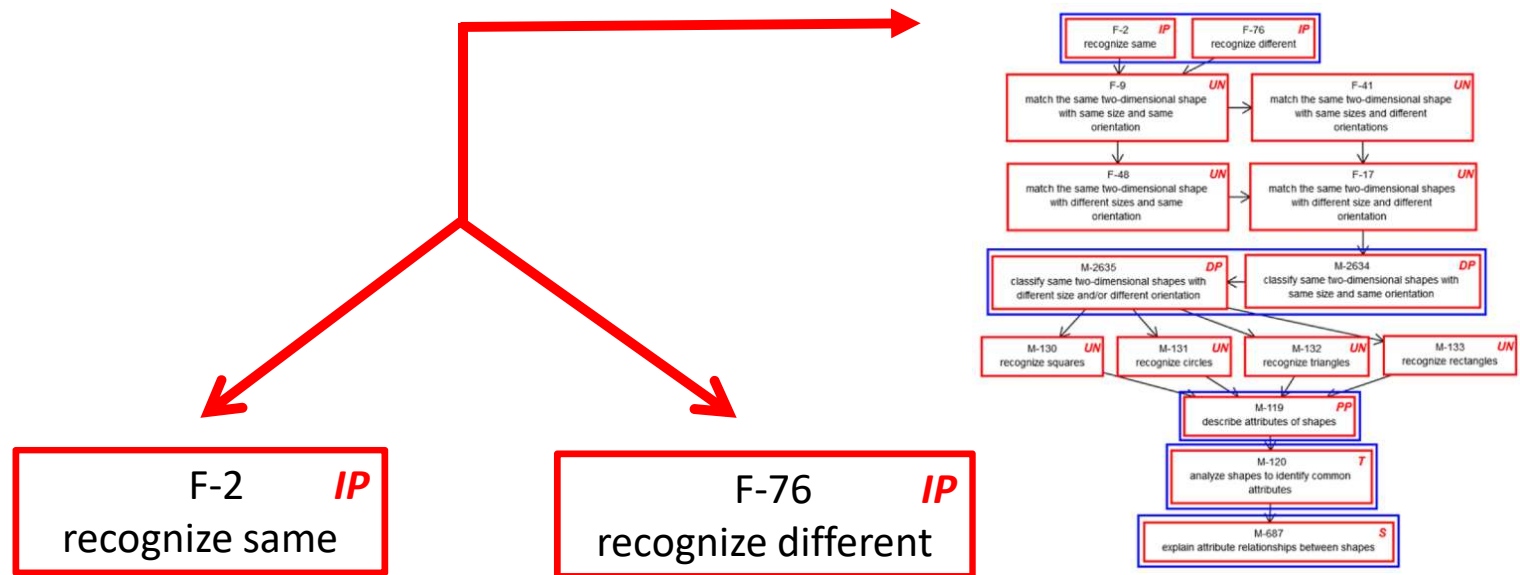 F-2 IP
recognize same
F-76 IP
recognize different
F-2 IP
recognize same
F-76 IP
recognize different
F-9 UN
match the same two-dimensional shape
with same size and same
orientation
F-41 UN
match the same two-dimensional shape
with same sizes and different
orientations
F-48 UN
match the same two-dimensional shape
with different sizes and same
orientation
F-17 UN
match the same two-dimensional shapes
with different size and different
orientation
M-2635 DP
classify same two-dimensional shapes with
different size and/or different orientation
M-2634 DP
classify same two-dimensional shapes with
same size and same orientation
M-130 UN
recognize squares
M-131 UN
recognize circles
M-132 UN
recognize triangles
M-133 UN
recognize rectangles
M-119 PP
describe attributes of shapes
M-120 T
analyze shapes to identify common
attributes
M-687 S
explain attribute relationships between shapes